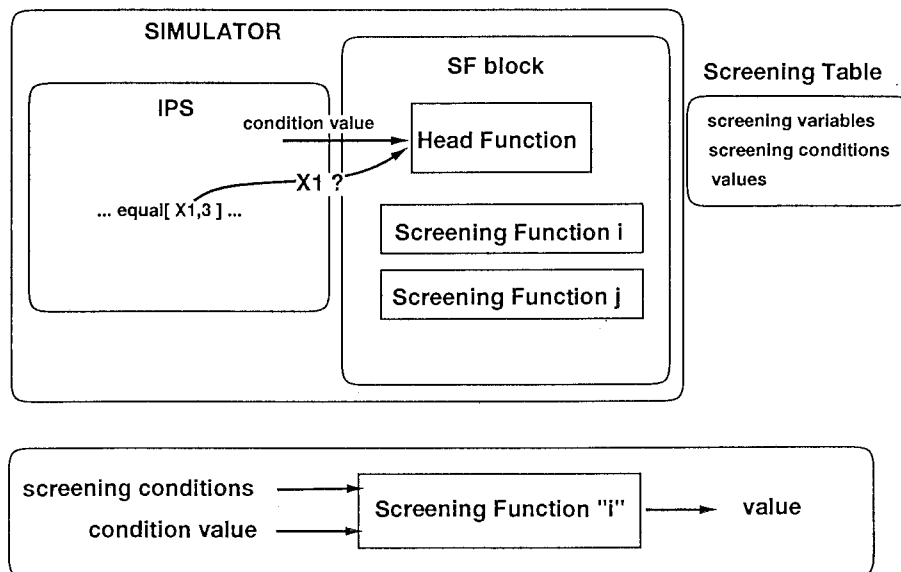 SIMULATOR
IPS
SF block
Screening Table
condition value
Head Function
screening variables
screening conditions
values
X1 ?
... equal[ X1,3 ] ...
Screening Function i
Screening Function j
screening conditions
condition value
Screening Function "i"
value